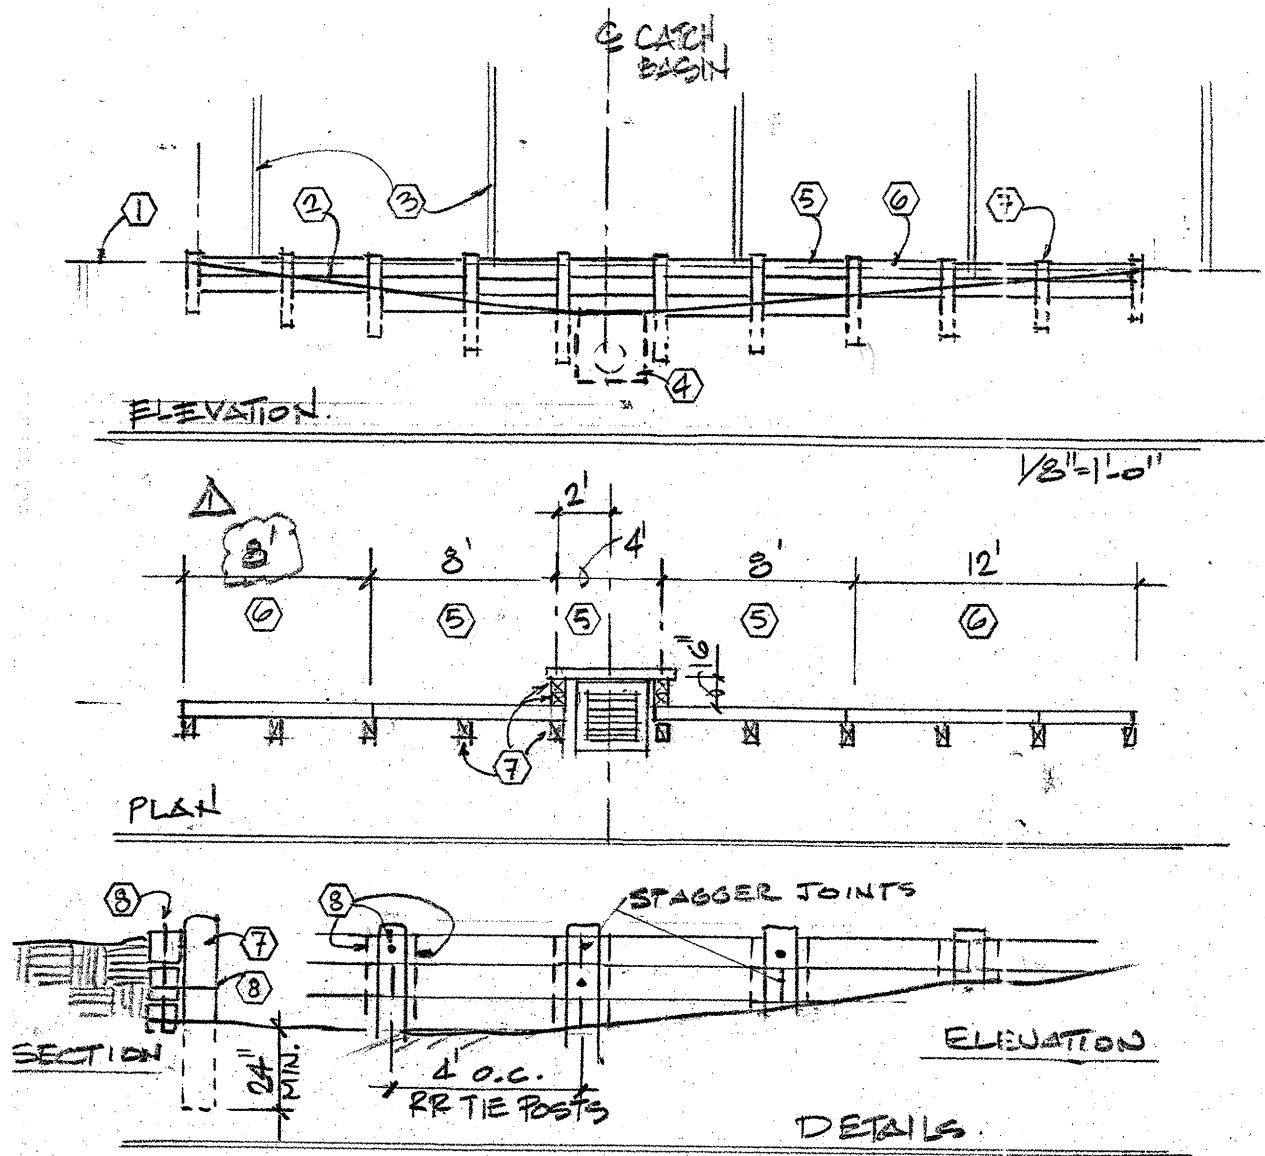 ℄ CATCH
BASIN
1
2
3
5
6
7
4
ELEVATION.
1/8"=1'-0"
1
2'
8'
8'
4'
8'
12'
6
5
5
5
6
16"
7
PLAN
8
8
STAGGER JOINTS
7
8
SECTION
24"
MIN.
4' O.C.
RR TIE POSTS
ELEVATION
DETAILS.